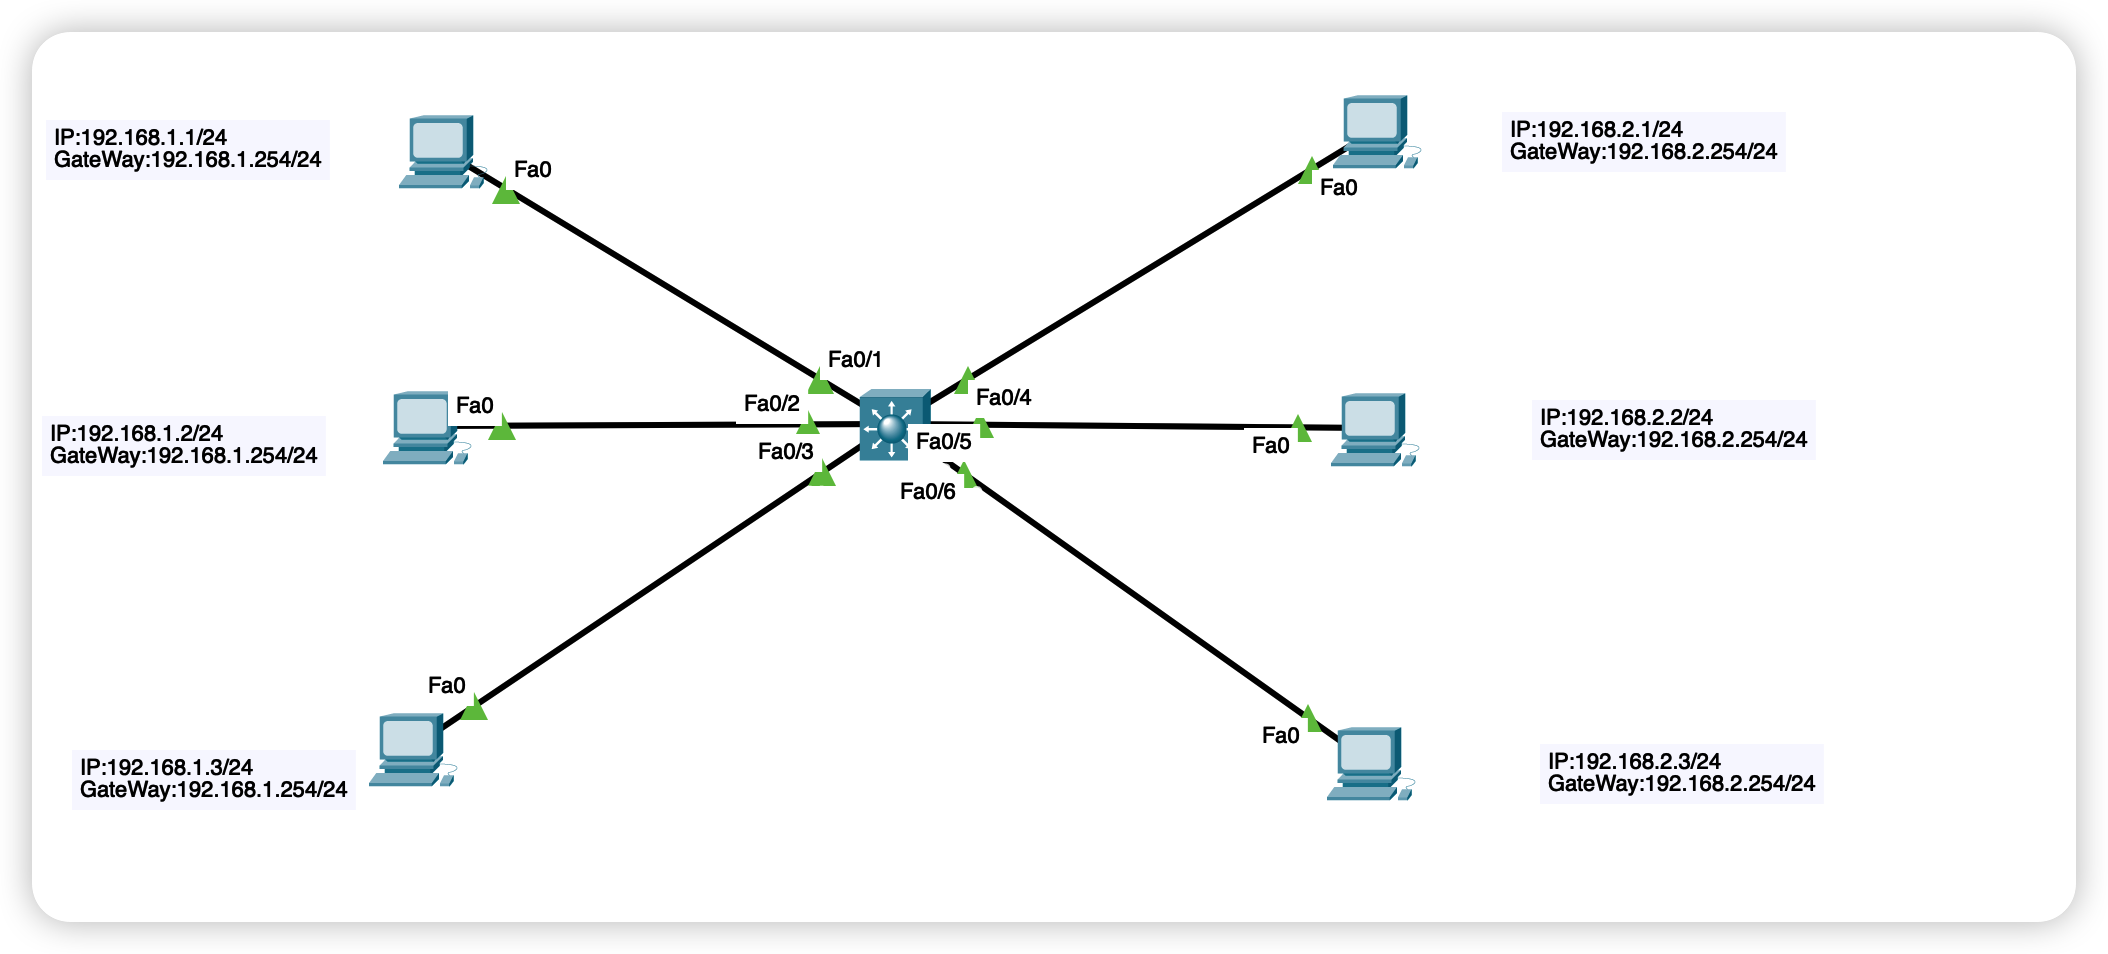 IP:192.168.1.1/24
GateWay:192.168.1.254/24
Fa0
IP:192.168.2.1/24
GateWay:192.168.2.254/24
Fa0
Fa0/1
Fa0/2
Fa0/3
Fa0/4
Fa0/5
Fa0/6
Fa0
IP:192.168.1.2/24
GateWay:192.168.1.254/24
Fa0
IP:192.168.2.2/24
GateWay:192.168.2.254/24
Fa0
IP:192.168.1.3/24
GateWay:192.168.1.254/24
Fa0
IP:192.168.2.3/24
GateWay:192.168.2.254/24